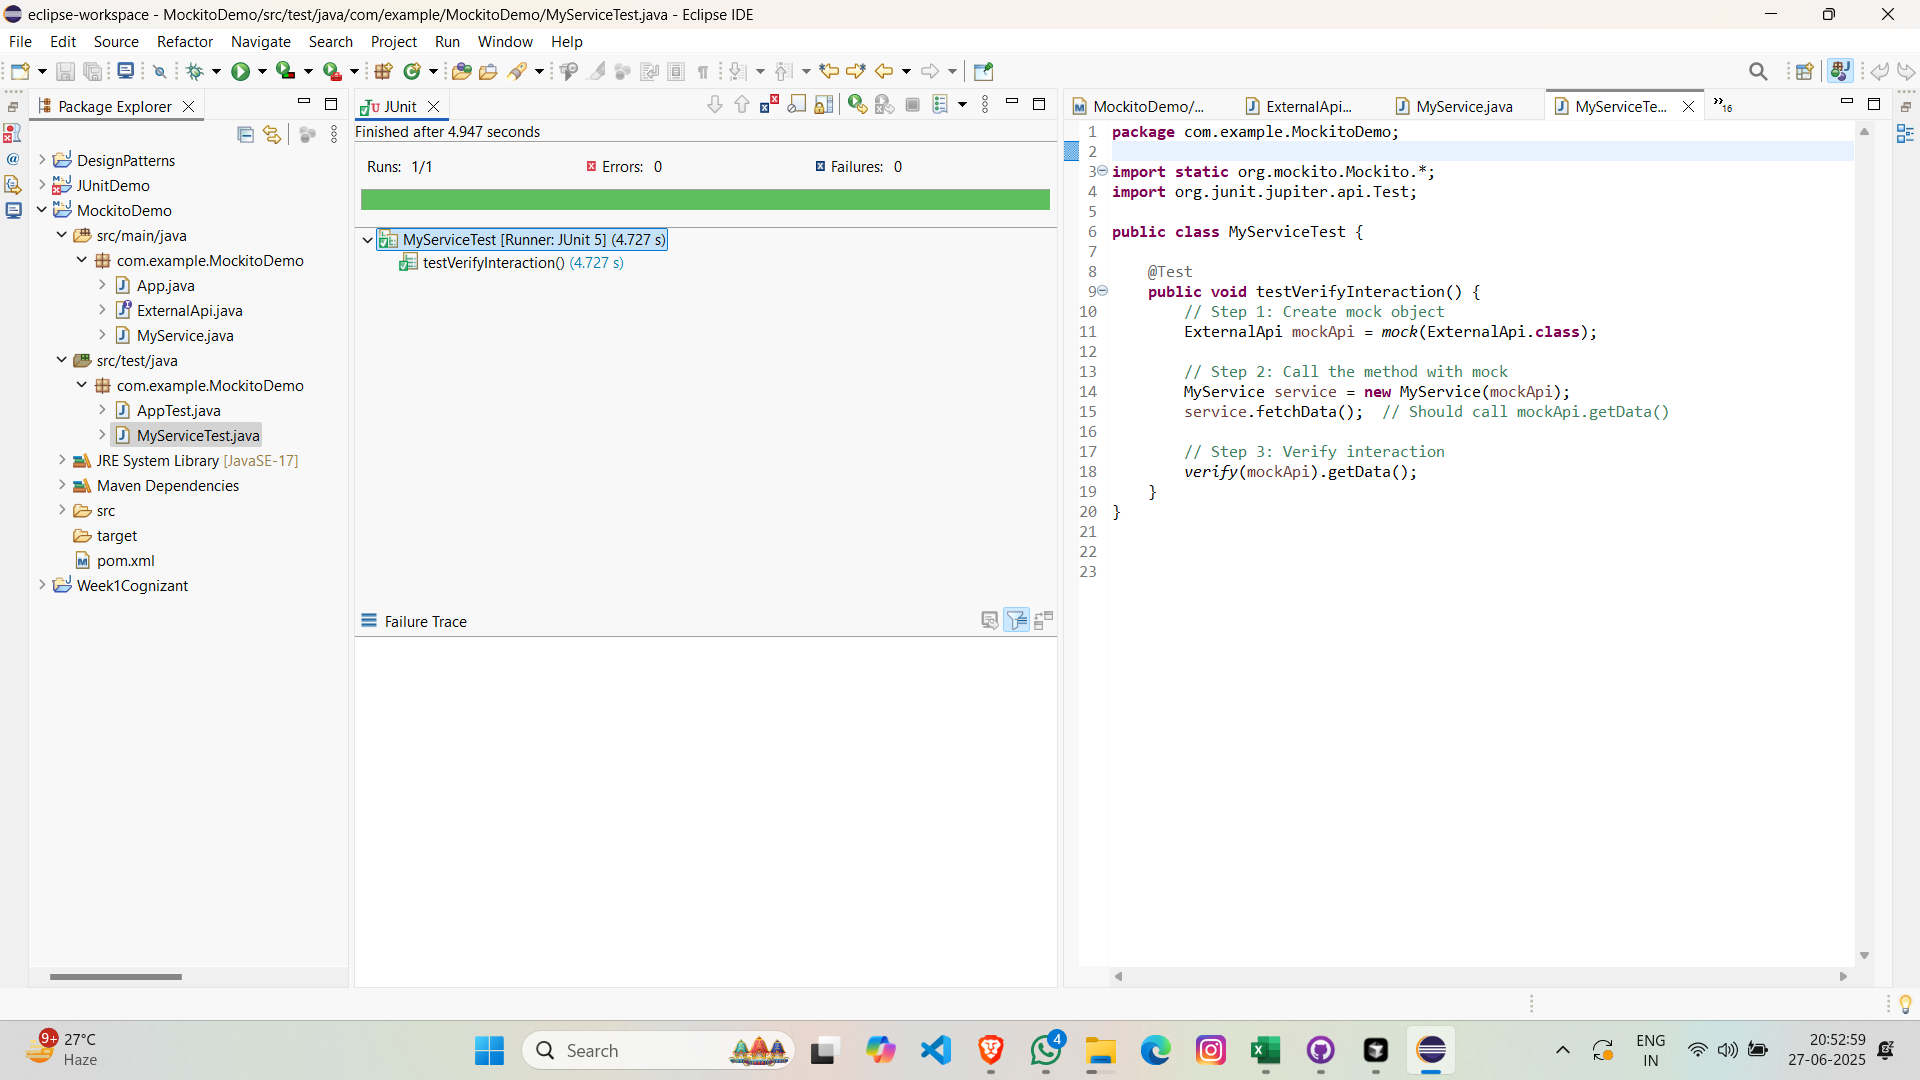 eclipse-workspace - MockitoDemo/src/test/java/com/example/MockitoDemo/MyServiceTest.java - Eclipse IDE
File Edit Source Refactor Navigate Search Project Run Window Help
Package Explorer
DesignPatterns
JUnitDemo
MockitoDemo
src/main/java
com.example.MockitoDemo
App.java
ExternalApi.java
MyService.java
src/test/java
com.example.MockitoDemo
AppTest.java
MyServiceTest.java
JRE System Library [JavaSE-17]
Maven Dependencies
src
target
pom.xml
Week1Cognizant
JUnit
Finished after 4.947 seconds
Runs: 1/1 Errors: 0 Failures: 0
MyServiceTest [Runner: JUnit 5] (4.727 s)
testVerifyInteraction() (4.727 s)
Failure Trace
MockitoDemo/... ExternalApi... MyService.java MyServiceTe... »16
1 package com.example.MockitoDemo;
2
3 import static org.mockito.Mockito.*;
4 import org.junit.jupiter.api.Test;
5
6 public class MyServiceTest {
7
8 @Test
9 public void testVerifyInteraction() {
10 // Step 1: Create mock object
11 ExternalApi mockApi = mock(ExternalApi.class);
12
13 // Step 2: Call the method with mock
14 MyService service = new MyService(mockApi);
15 service.fetchData(); // Should call mockApi.getData()
16
17 // Step 3: Verify interaction
18 verify(mockApi).getData();
19 }
20 }
21
22
23
9+ 27°C
Haze
Search
4
ENG
IN
20:52:59
27-06-2025